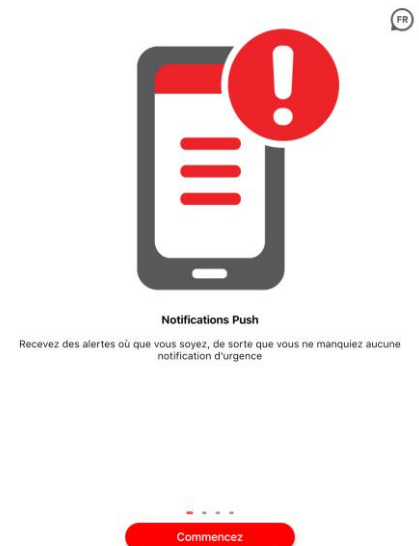 FR
Notifications Push
Recevez des alertes où que vous soyez, de sorte que vous ne manquiez aucune
notification d'urgence
Commencez